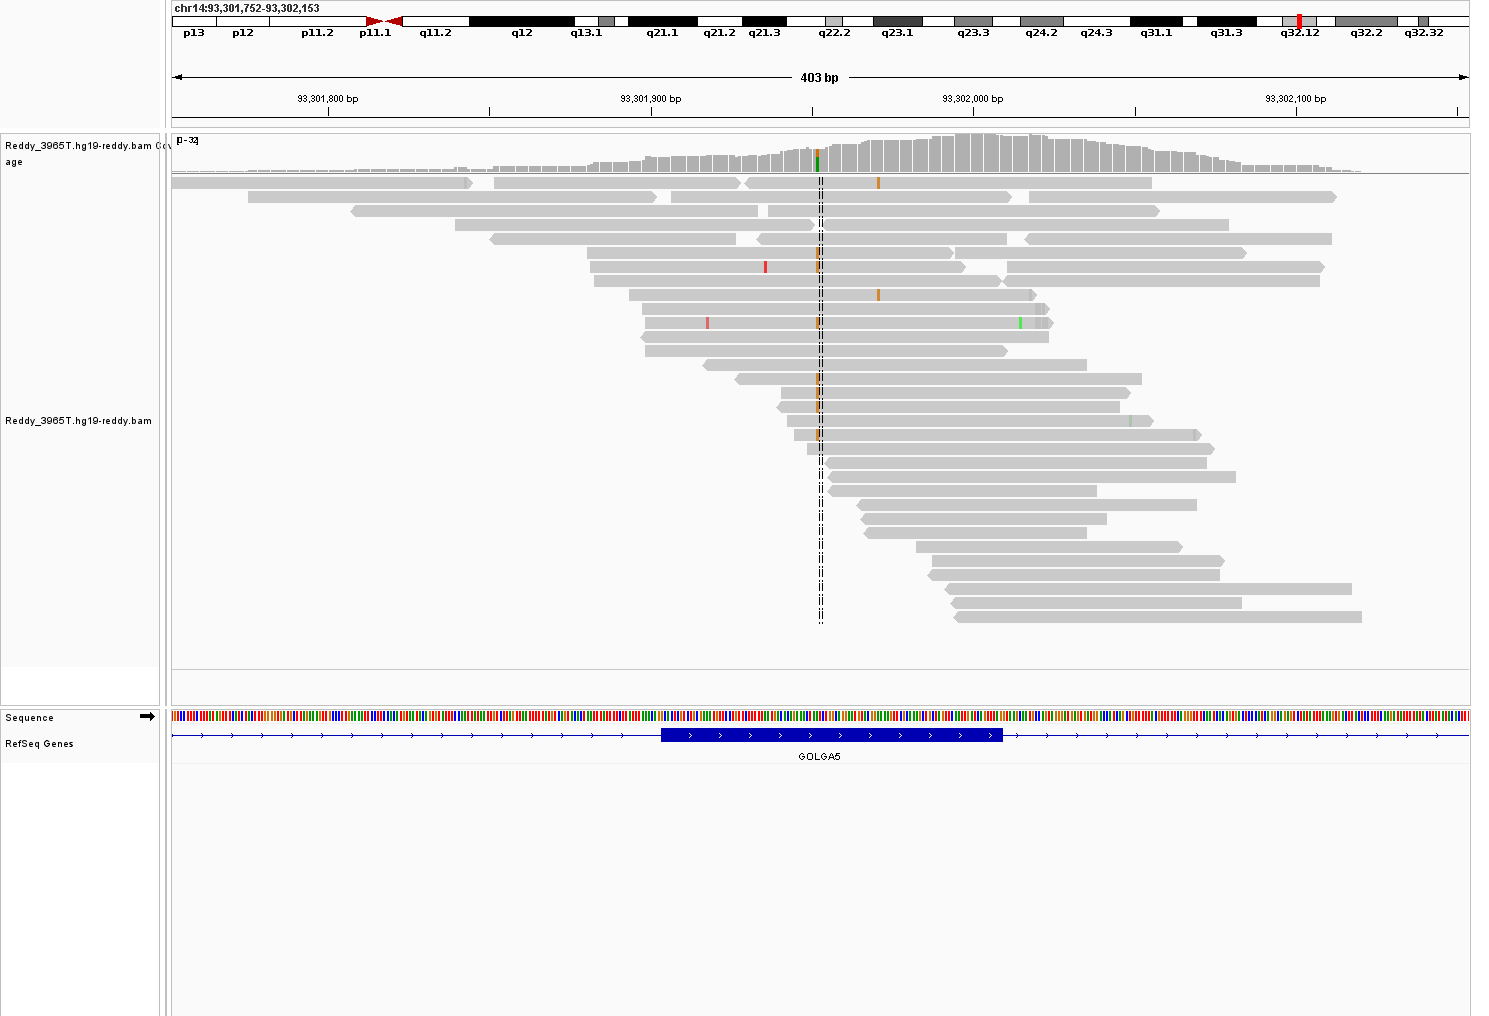 chr14:93,301,752-93,302,153
p13 p12 p11.2 p11.1 q11.2 q12 q13.1 q21.1 q21.2 q21.3 q22.2 q23.1 q23.3 q24.2 q24.3 q31.1 q31.3 q32.12 q32.2 q32.32
403 bp
93,301,800 bp 93,301,900 bp 93,302,000 bp 93,302,100 bp
Reddy_3965T.hg19-reddy.bam Cov
age
[0 - 32]
Reddy_3965T.hg19-reddy.bam
Sequence
RefSeq Genes
GOLGA5